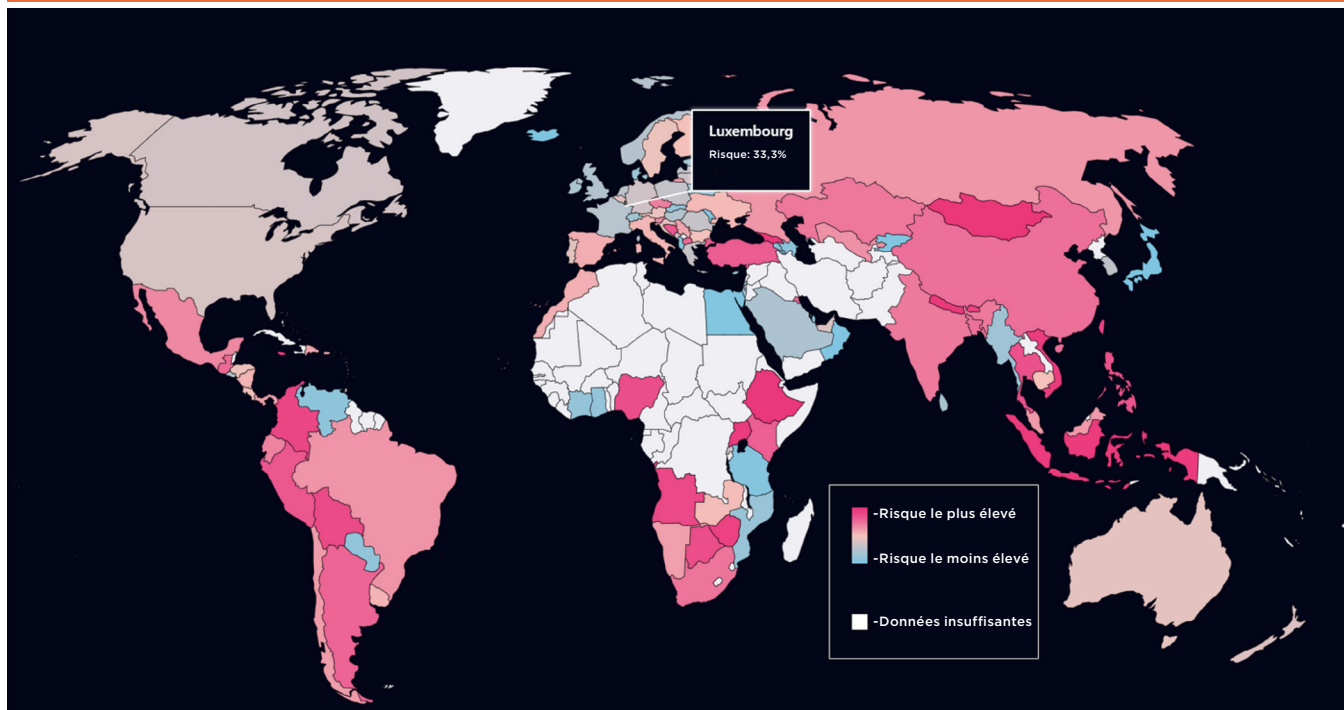 Luxembourg
Risque: 33,3%
-Risque le plus élevé
-Risque le moins élevé
-Données insuffisantes